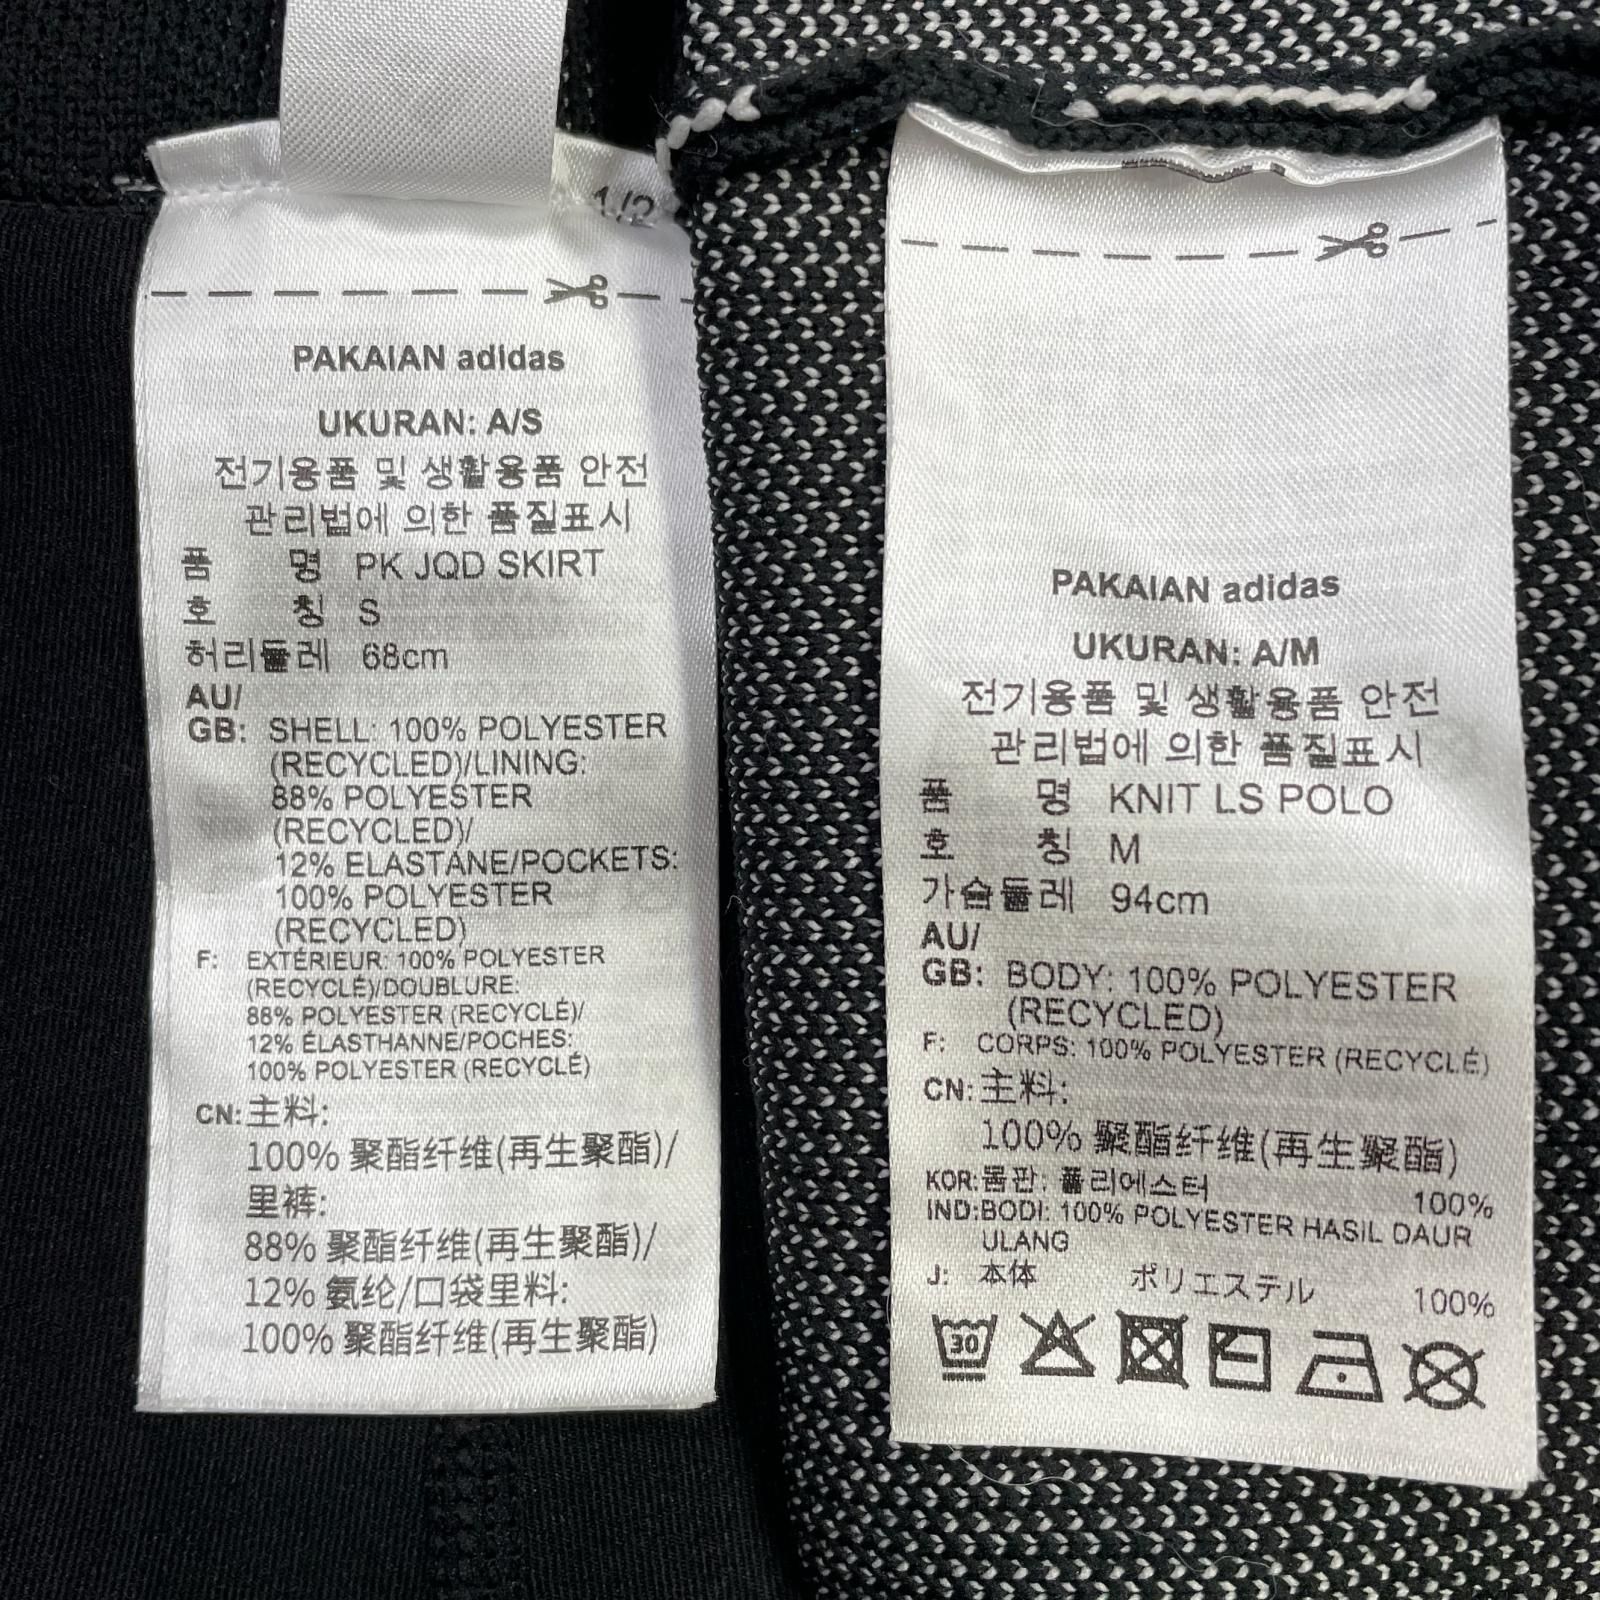 1/2
PAKAIAN adidas
UKURAN: A/S
전기용품 및 생활용품 안전
관리법에 의한 품질표시
품 명 PK JQD SKIRT
호 칭 S
허리둘레 68cm
AU/
GB: SHELL: 100% POLYESTER
(RECYCLED)/LINING:
88% POLYESTER
(RECYCLED)/
12% ELASTANE/POCKETS:
100% POLYESTER
(RECYCLED)
F: EXTÉRIEUR: 100% POLYESTER
(RECYCLÉ)/DOUBLURE:
88% POLYESTER (RECYCLÉ)/
12% ÉLASTHANNE/POCHES:
100% POLYESTER (RECYCLÉ)
CN: 主料:
100% 聚酯纤维(再生聚酯)/
里裤:
88% 聚酯纤维(再生聚酯)/
12% 氨纶/口袋里料:
100% 聚酯纤维(再生聚酯)
PAKAIAN adidas
UKURAN: A/M
전기용품 및 생활용품 안전
관리법에 의한 품질표시
품 명 KNIT LS POLO
호 칭 M
가슴둘레 94cm
AU/
GB: BODY: 100% POLYESTER
(RECYCLED)
F: CORPS: 100% POLYESTER (RECYCLÉ)
CN: 主料:
100% 聚酯纤维(再生聚酯)
KOR: 몸판: 폴리에스터 100%
IND: BODI: 100% POLYESTER HASIL DAUR
ULANG
J: 本体 ポリエステル 100%
30